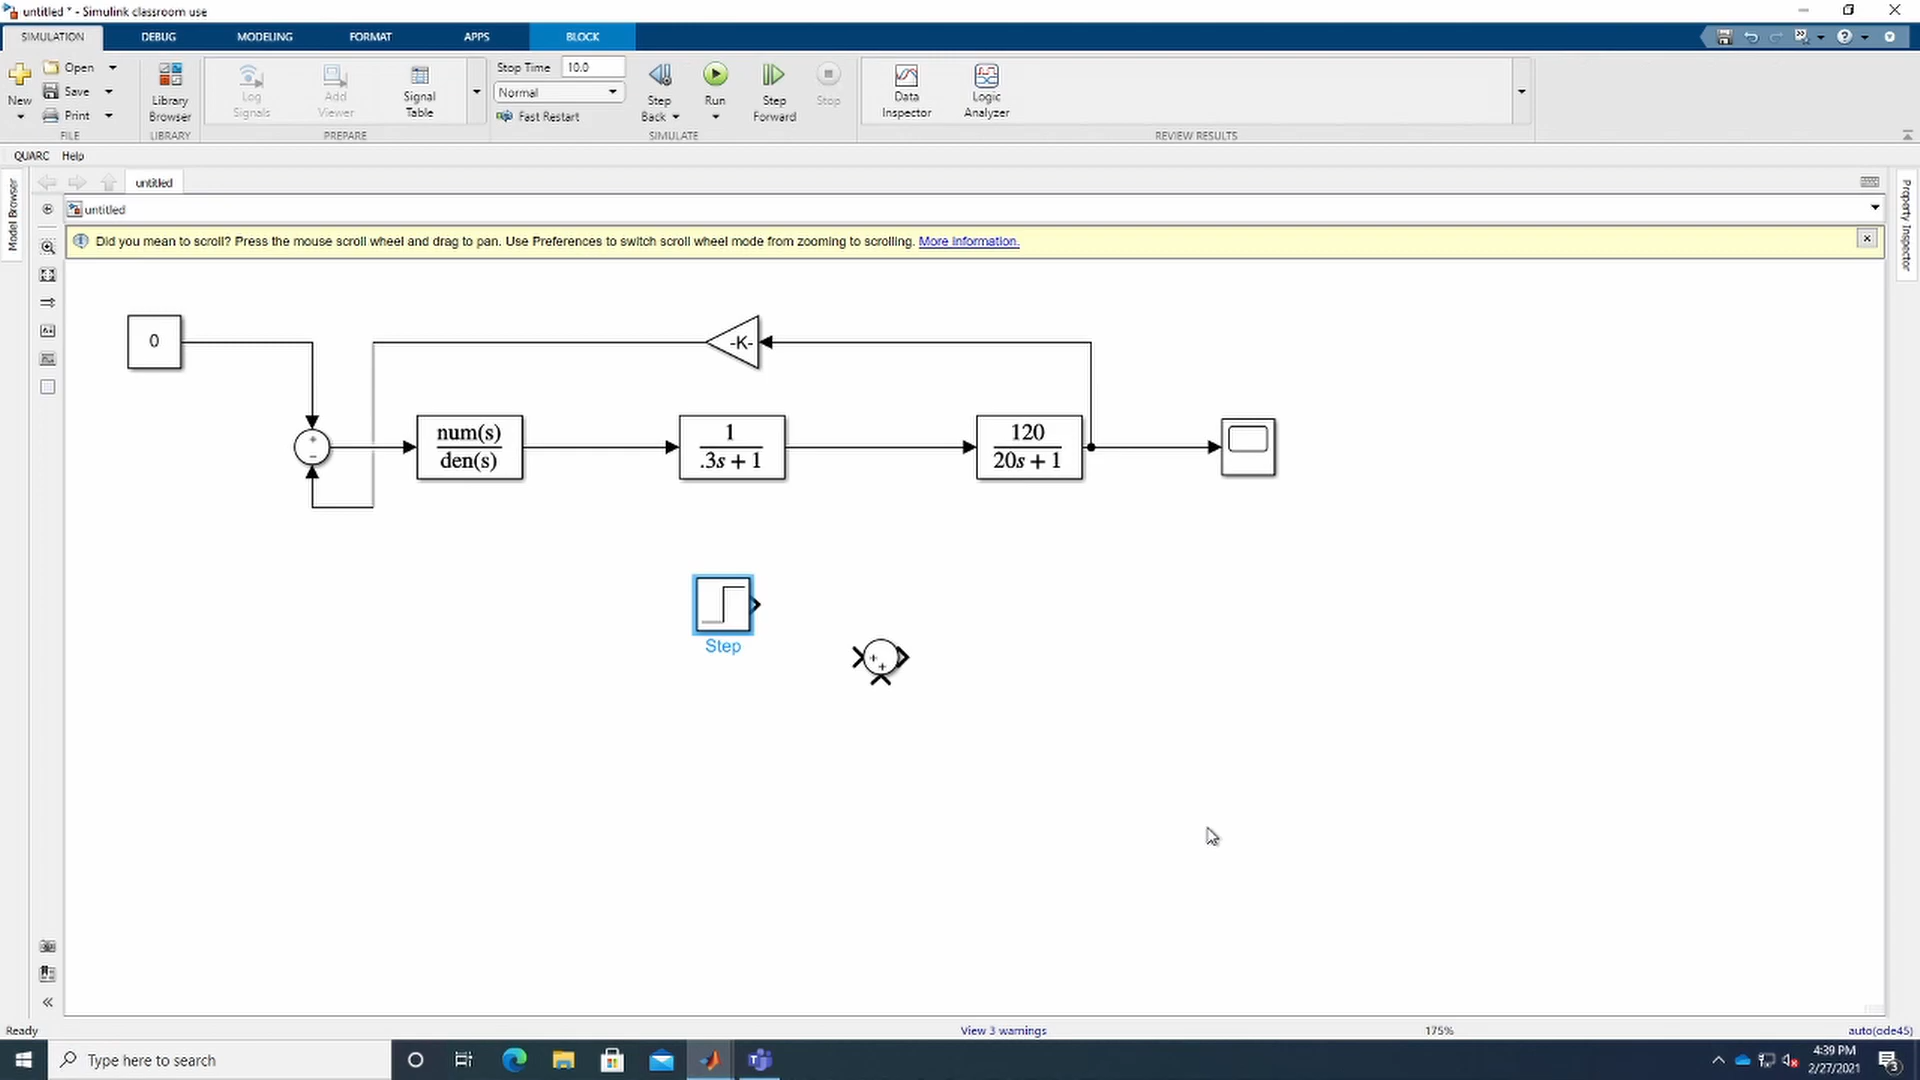 untitled * - Simulink classroom use
SIMULATION DEBUG MODELING FORMAT APPS BLOCK
New
Open
Save
Print
FILE
Library
Browser
LIBRARY
Log
Signals
Add
Viewer
Signal
Table
PREPARE
Stop Time 10.0
Normal
Fast Restart
Step
Back
Run
Step
Forward
Stop
SIMULATE
Data
Inspector
Logic
Analyzer
REVIEW RESULTS
QUARC Help
Model Browser
untitled
untitled
Property Inspector
Did you mean to scroll? Press the mouse scroll wheel and drag to pan. Use Preferences to switch scroll wheel mode from zooming to scrolling. More information.
0
-K-
+
-
num(s)
den(s)
1
.3s + 1
120
20s + 1
Step
+
+
Ready View 3 warnings 175% auto(ode45)
Type here to search
4:39 PM
2/27/2021
3